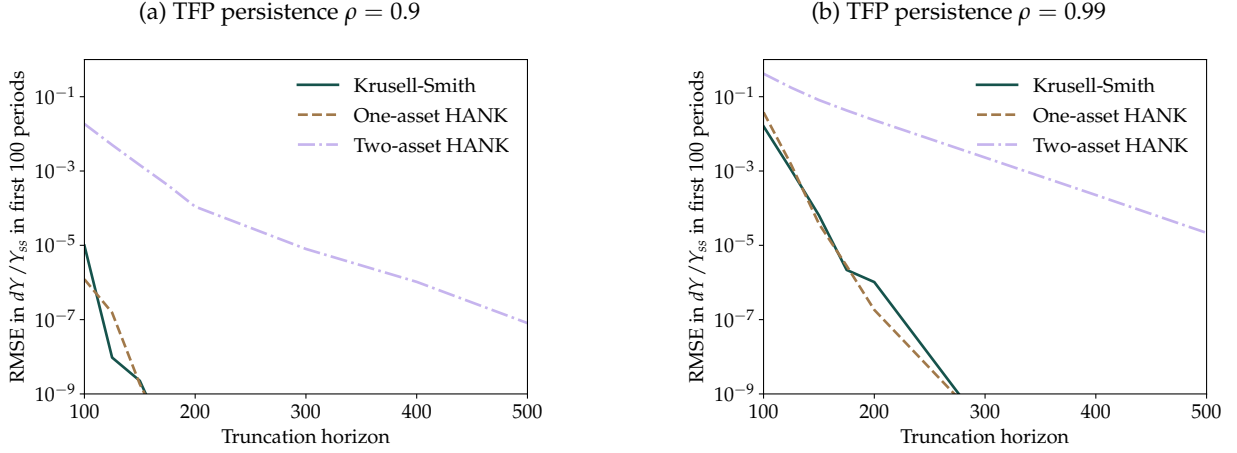 (a) TFP persistence ρ = 0.9
RMSE in dY/Y_ss in first 100 periods
10^−1
10^−3
10^−5
10^−7
10^−9
Krusell-Smith
One-asset HANK
Two-asset HANK
100 200 300 400 500
Truncation horizon
(b) TFP persistence ρ = 0.99
RMSE in dY/Y_ss in first 100 periods
10^−1
10^−3
10^−5
10^−7
10^−9
Krusell-Smith
One-asset HANK
Two-asset HANK
100 200 300 400 500
Truncation horizon